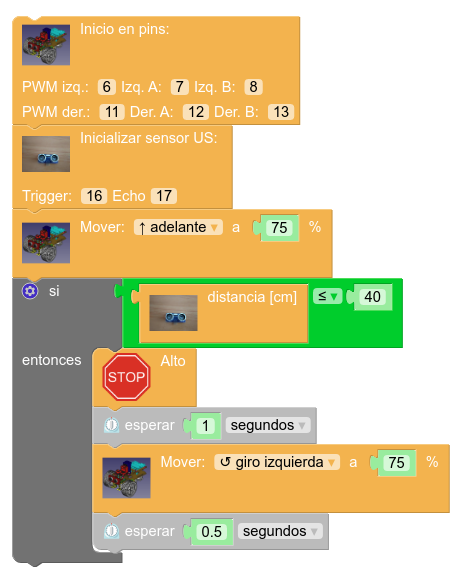 Inicio en pins:
PWM izq.: 6 Izq. A: 7 Izq. B: 8
PWM der.: 11 Der. A: 12 Der. B: 13
Inicializar sensor US:
Trigger: 16 Echo 17
Mover: ↑ adelante ▾ a 75 %
si distancia [cm] ≤ ▾ 40
entonces
STOP Alto
esperar 1 segundos ▾
Mover: ↺ giro izquierda ▾ a 75 %
esperar 0.5 segundos ▾